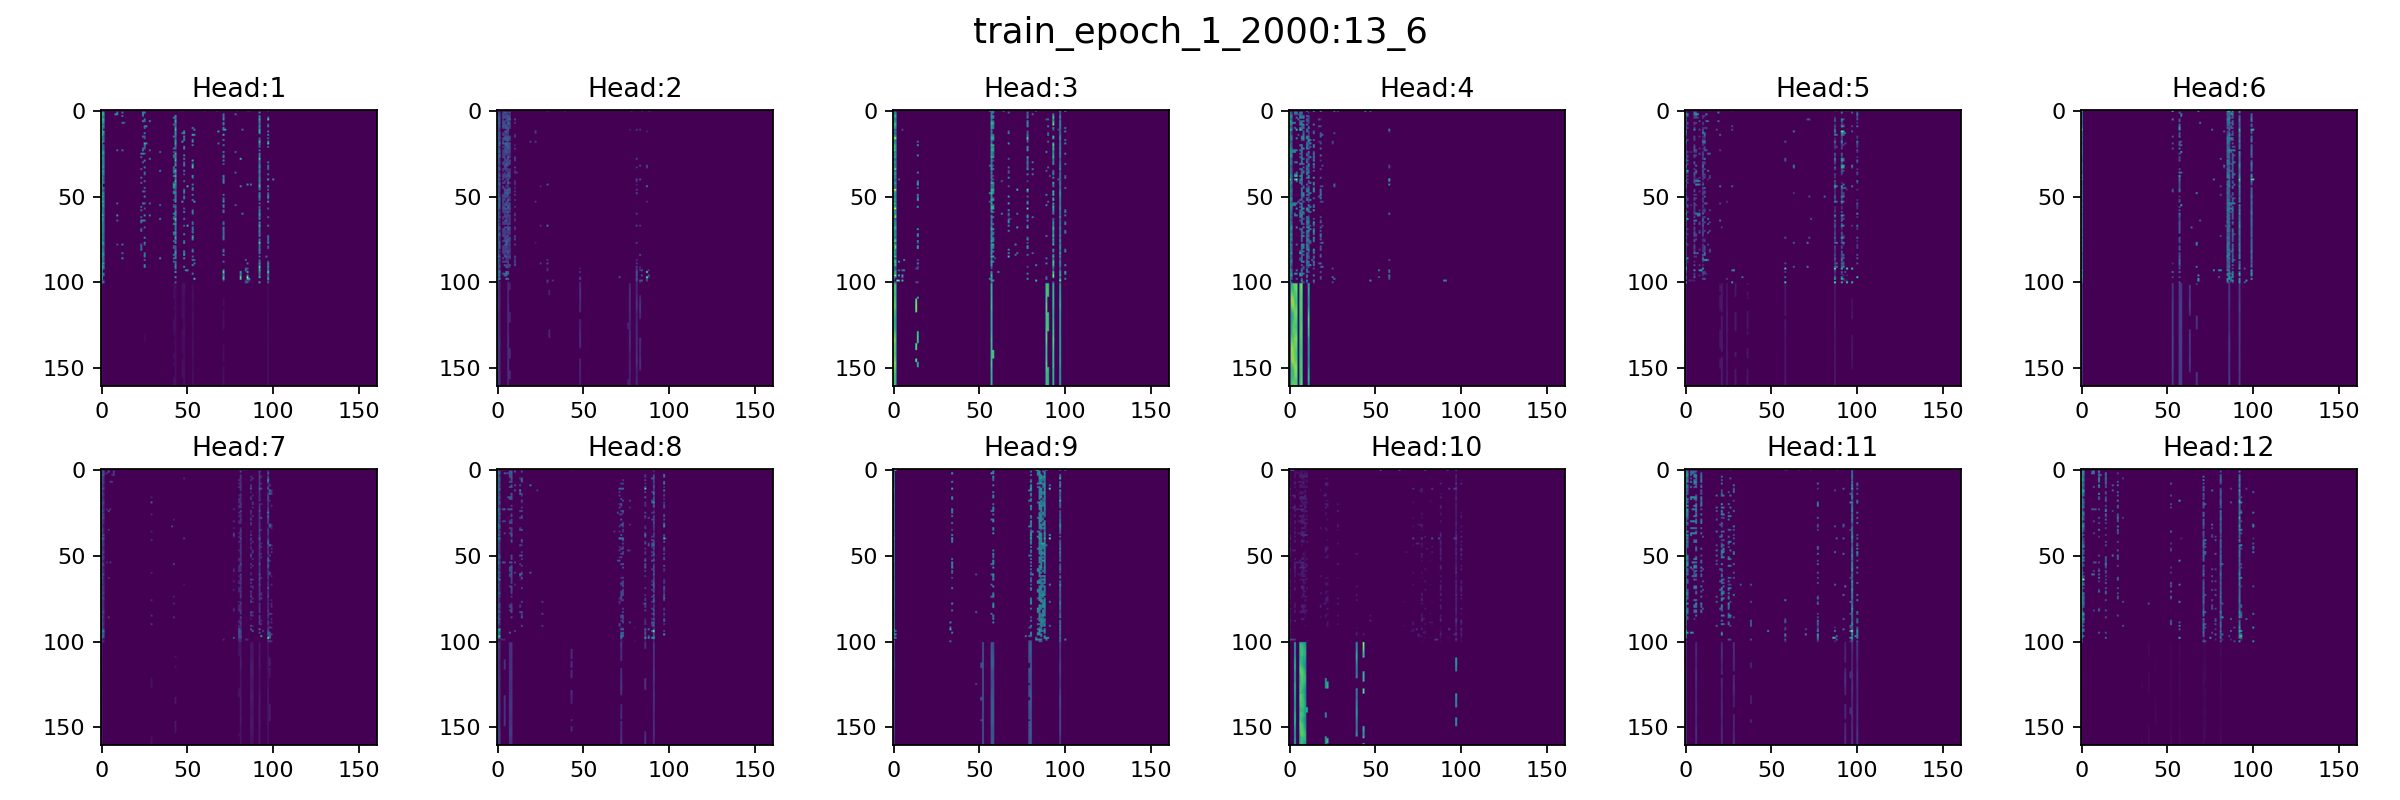 train_epoch_1_2000:13_6
Head:1 Head:2 Head:3 Head:4 Head:5 Head:6
0 0 0 0 0 0
50 50 50 50 50 50
100 100 100 100 100 100
150 150 150 150 150 150
0 50 100 150 0 50 100 150 0 50 100 150 0 50 100 150 0 50 100 150 0 50 100 150
Head:7 Head:8 Head:9 Head:10 Head:11 Head:12
0 0 0 0 0 0
50 50 50 50 50 50
100 100 100 100 100 100
150 150 150 150 150 150
0 50 100 150 0 50 100 150 0 50 100 150 0 50 100 150 0 50 100 150 0 50 100 150